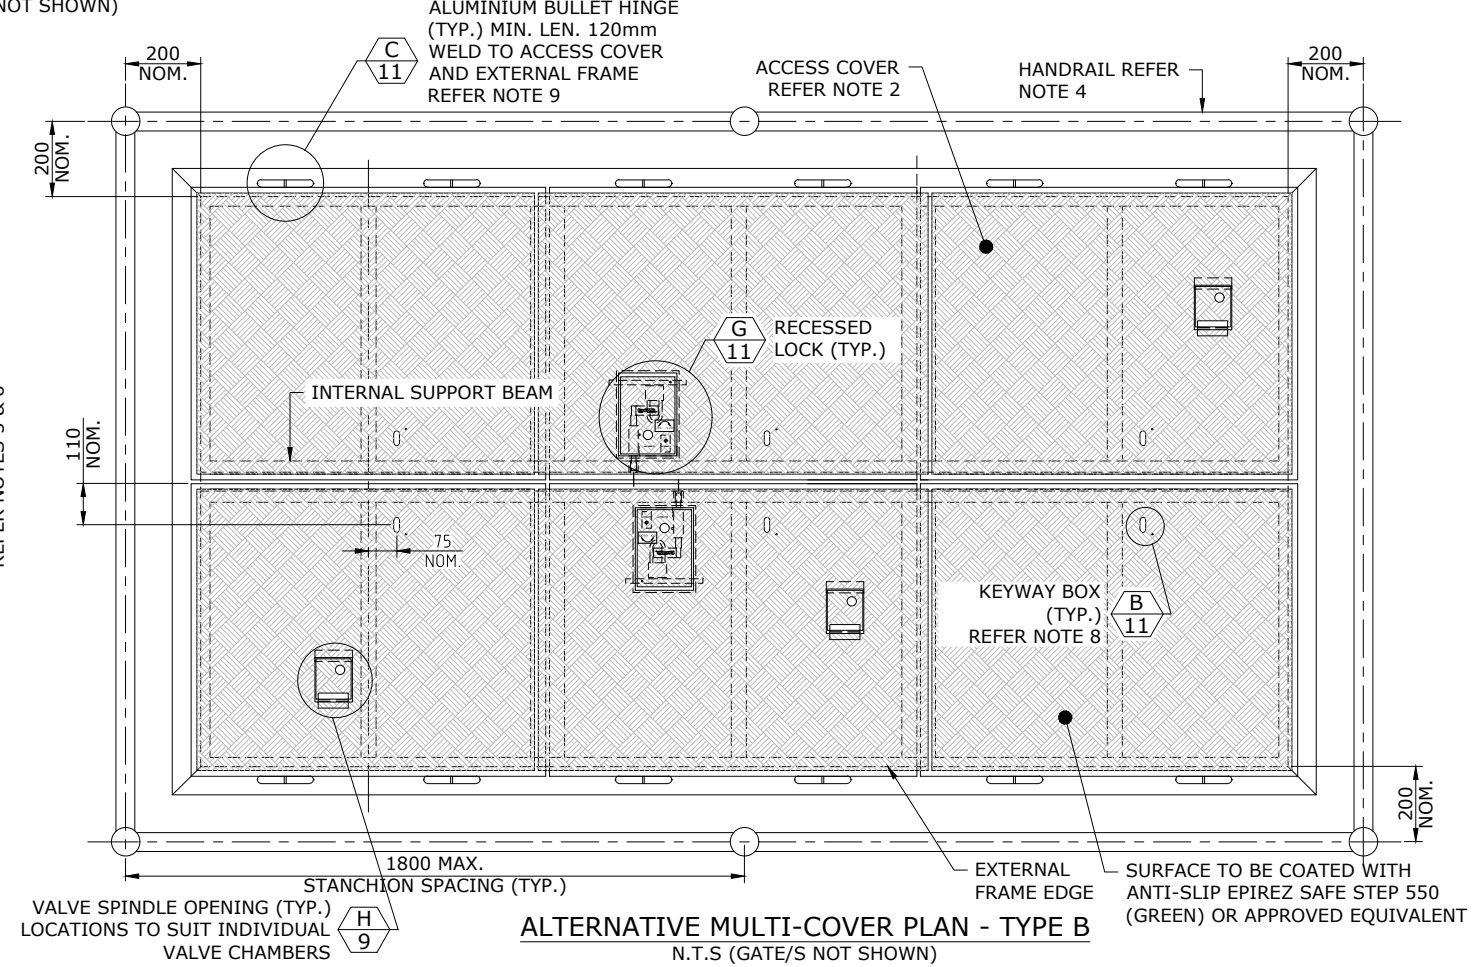 NOT SHOWN)
ALUMINIUM BULLET HINGE
(TYP.) MIN. LEN. 120mm
WELD TO ACCESS COVER
AND EXTERNAL FRAME
REFER NOTE 9
C
11
200
NOM.
ACCESS COVER
REFER NOTE 2
HANDRAIL REFER
NOTE 4
200
NOM.
200
NOM.
G
11
RECESSED
LOCK (TYP.)
INTERNAL SUPPORT BEAM
110
NOM.
REFER NOTES 5 & 6
75
NOM.
KEYWAY BOX
(TYP.)
REFER NOTE 8
B
11
200
NOM.
1800 MAX.
STANCHION SPACING (TYP.)
EXTERNAL
FRAME EDGE
SURFACE TO BE COATED WITH
ANTI-SLIP EPIREZ SAFE STEP 550
(GREEN) OR APPROVED EQUIVALENT
VALVE SPINDLE OPENING (TYP.)
LOCATIONS TO SUIT INDIVIDUAL
VALVE CHAMBERS
H
9
ALTERNATIVE MULTI-COVER PLAN - TYPE B
N.T.S (GATE/S NOT SHOWN)